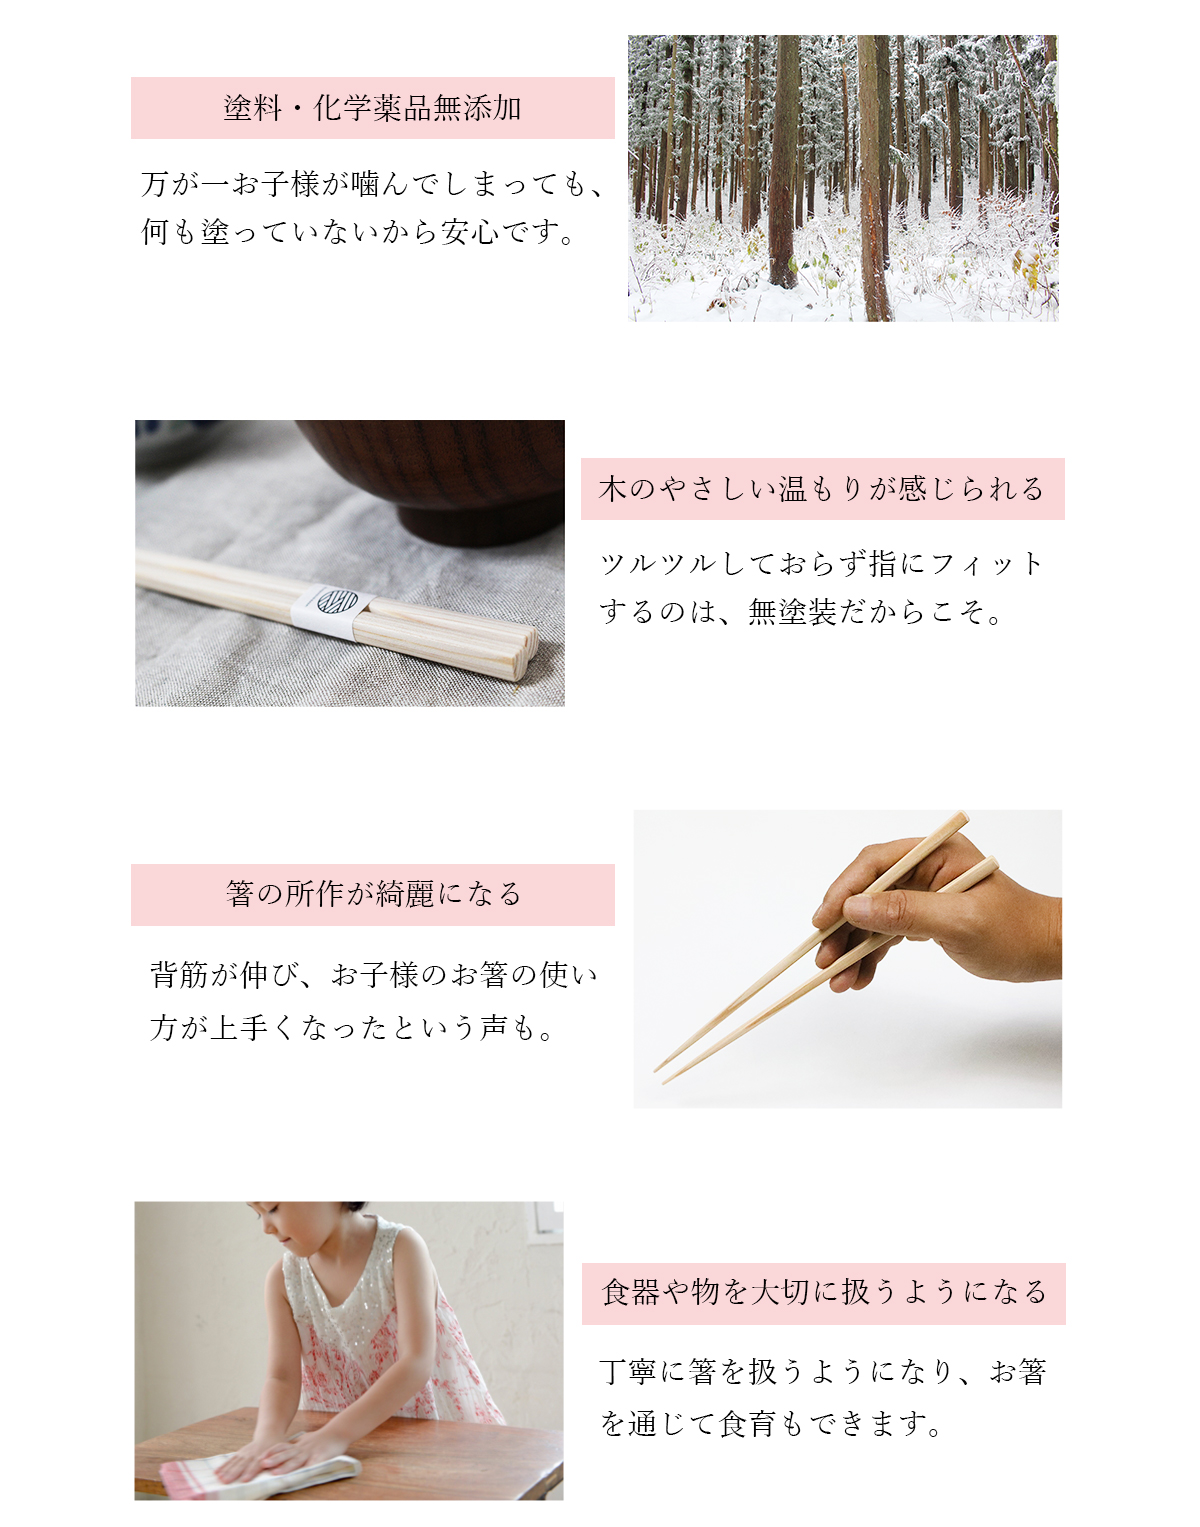 塗料・化学薬品無添加
万が一お子様が噛んでしまっても、
何も塗っていないから安心です。
木のやさしい温もりが感じられる
ツルツルしておらず指にフィット
するのは、無塗装だからこそ。
箸の所作が綺麗になる
背筋が伸び、お子様のお箸の使い
方が上手くなったという声も。
食器や物を大切に扱うようになる
丁寧に箸を扱うようになり、お箸
を通じて食育もできます。